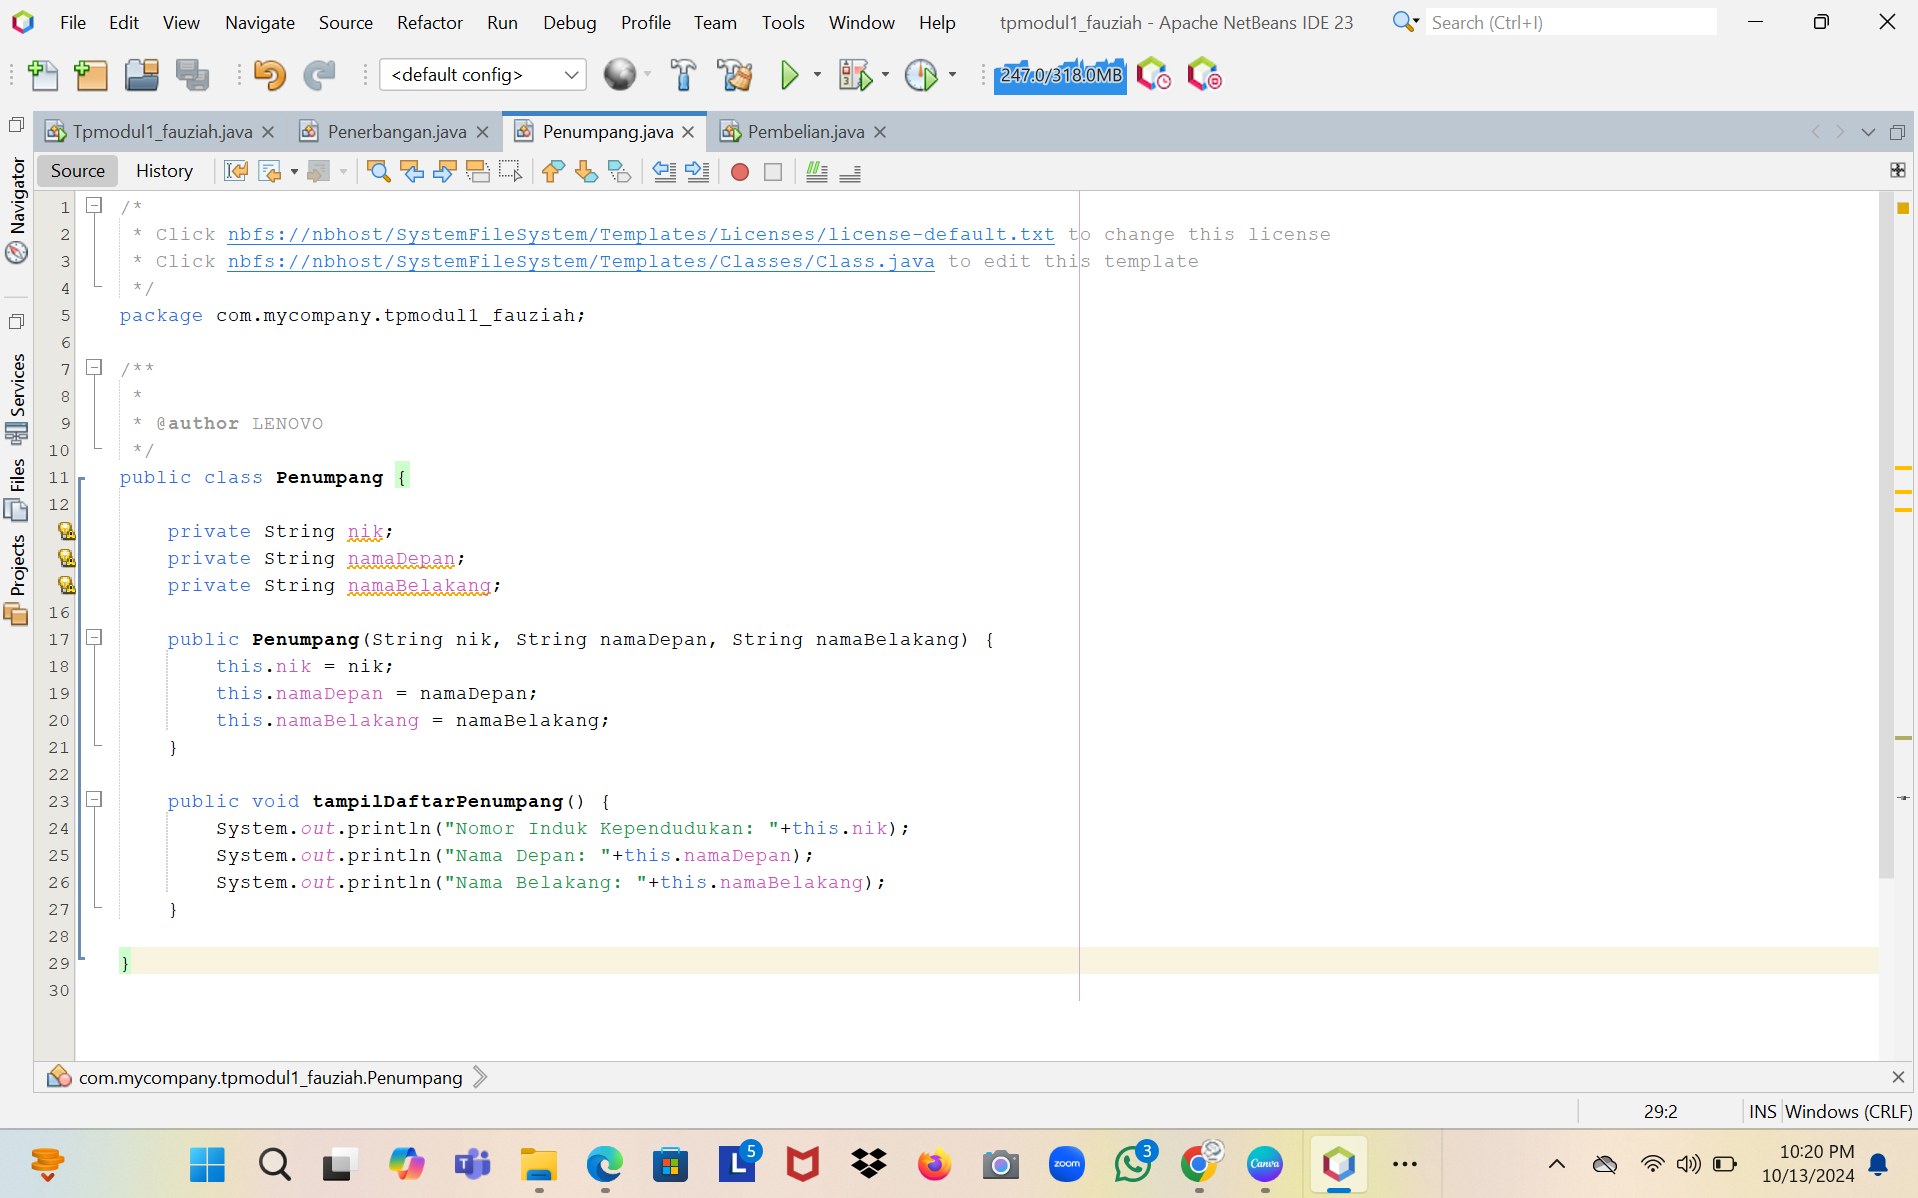 File Edit View Navigate Source Refactor Run Debug Profile Team Tools Window Help tpmodul1_fauziah - Apache NetBeans IDE 23 Search (Ctrl+I)
<default config> 247.0/318.0MB
Tpmodul1_fauziah.java Penerbangan.java Penumpang.java Pembelian.java
Source History
Navigator
Services
Files
Projects
1 /*
2 * Click nbfs://nbhost/SystemFileSystem/Templates/Licenses/license-default.txt to change this license
3 * Click nbfs://nbhost/SystemFileSystem/Templates/Classes/Class.java to edit this template
4 */
5 package com.mycompany.tpmodul1_fauziah;
6
7 /**
8 *
9 * @author LENOVO
10 */
11 public class Penumpang {
12
private String nik;
private String namaDepan;
private String namaBelakang;
16
17 public Penumpang(String nik, String namaDepan, String namaBelakang) {
18 this.nik = nik;
19 this.namaDepan = namaDepan;
20 this.namaBelakang = namaBelakang;
21 }
22
23 public void tampilDaftarPenumpang() {
24 System.out.println("Nomor Induk Kependudukan: "+this.nik);
25 System.out.println("Nama Depan: "+this.namaDepan);
26 System.out.println("Nama Belakang: "+this.namaBelakang);
27 }
28
29 }
30
com.mycompany.tpmodul1_fauziah.Penumpang
29:2 INS Windows (CRLF)
L 5 zoom 3 Canva
10:20 PM
10/13/2024